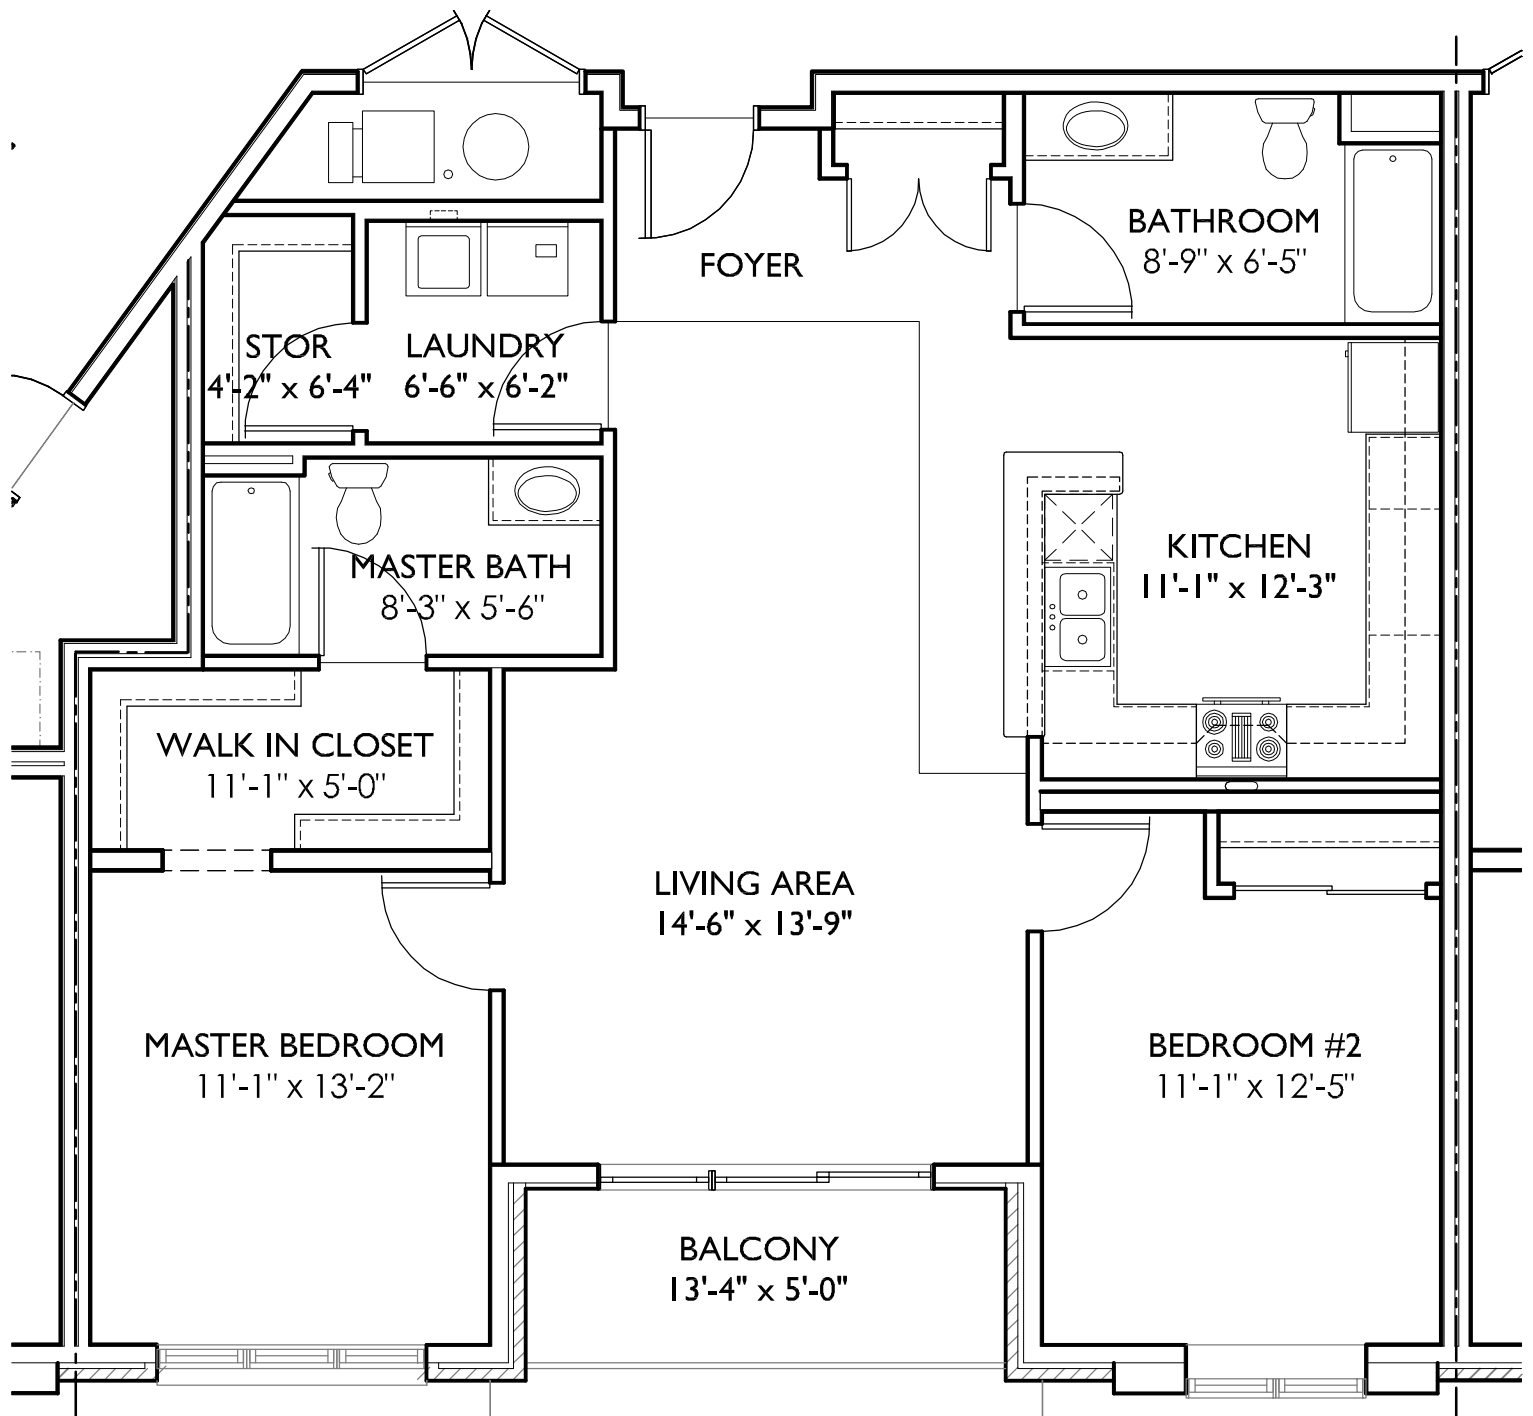 BATHROOM
8'-9" x 6'-5"
FOYER
STOR
4'-2" x 6'-4"
LAUNDRY
6'-6" x 6'-2"
KITCHEN
11'-1" x 12'-3"
MASTER BATH
8'-3" x 5'-6"
WALK IN CLOSET
11'-1" x 5'-0"
LIVING AREA
14'-6" x 13'-9"
MASTER BEDROOM
11'-1" x 13'-2"
BEDROOM #2
11'-1" x 12'-5"
BALCONY
13'-4" x 5'-0"